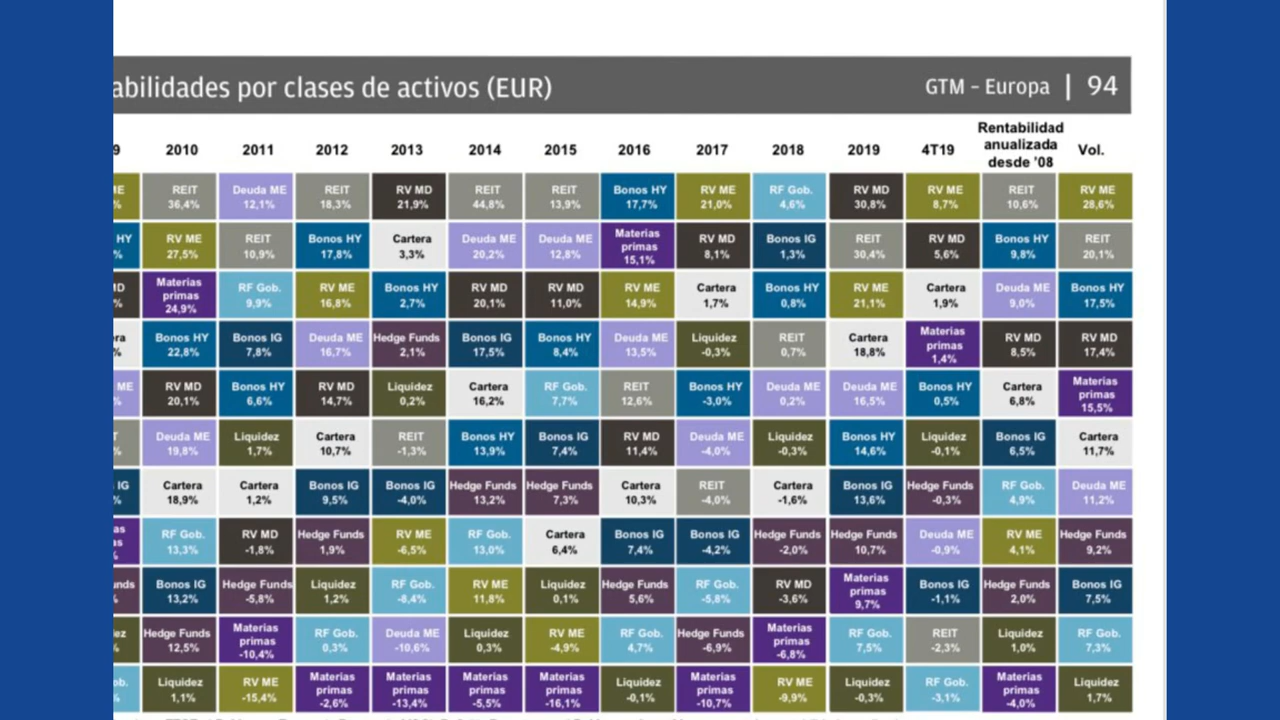 abilidades por clases de activos (EUR) GTM – Europa | 94
9 2010 2011 2012 2013 2014 2015 2016 2017 2018 2019 4T19 Rentabilidad anualizada desde '08 Vol.
ME REIT Deuda ME REIT RV MD REIT REIT Bonos HY RV ME RF Gob. RV MD RV ME REIT RV ME
% 36,4% 12,1% 18,3% 21,9% 44,8% 13,9% 17,7% 21,0% 4,6% 30,8% 8,7% 10,6% 28,6%
HY RV ME REIT Bonos HY Cartera Deuda ME Deuda ME Materias primas RV MD Bonos IG REIT RV MD Bonos HY REIT
% 27,5% 10,9% 17,8% 3,3% 20,2% 12,8% 15,1% 8,1% 1,3% 30,4% 5,6% 9,8% 20,1%
MD Materias primas RF Gob. RV ME Bonos HY RV MD RV MD RV ME Cartera Bonos HY RV ME Cartera Deuda ME Bonos HY
% 24,9% 9,9% 16,8% 2,7% 20,1% 11,0% 14,9% 1,7% 0,8% 21,1% 1,9% 9,0% 17,5%
ra Bonos HY Bonos IG Deuda ME Hedge Funds Bonos IG Bonos HY Deuda ME Liquidez REIT Cartera Materias primas RV MD RV MD
% 22,8% 7,8% 16,7% 2,1% 17,5% 8,4% 13,5% -0,3% 0,7% 18,8% 1,4% 8,5% 17,4%
ME RV MD Bonos HY RV MD Liquidez Cartera RF Gob. REIT Bonos HY Deuda ME Deuda ME Bonos HY Cartera Materias primas
% 20,1% 6,6% 14,7% 0,2% 16,2% 7,7% 12,6% -3,0% 0,2% 16,5% 0,5% 6,8% 15,5%
T Deuda ME Liquidez Cartera REIT Bonos HY Bonos IG RV MD Deuda ME Liquidez Bonos HY Liquidez Bonos IG Cartera
% 19,8% 1,7% 10,7% -1,3% 13,9% 7,4% 11,4% -4,0% -0,3% 14,6% -0,1% 6,5% 11,7%
IG Cartera Cartera Bonos IG Bonos IG Hedge Funds Hedge Funds Cartera REIT Cartera Bonos IG Hedge Funds RF Gob. Deuda ME
% 18,9% 1,2% 9,5% -4,0% 13,2% 7,3% 10,3% -4,0% -1,6% 13,6% -0,3% 4,9% 11,2%
as RF Gob. RV MD Hedge Funds RV ME RF Gob. Cartera Bonos IG Bonos IG Hedge Funds Hedge Funds Deuda ME RV ME Hedge Funds
% 13,3% -1,8% 1,9% -6,5% 13,0% 6,4% 7,4% -4,2% -2,0% 10,7% -0,9% 4,1% 9,2%
unds Bonos IG Hedge Funds Liquidez RF Gob. RV ME Liquidez Hedge Funds RF Gob. RV MD Materias primas Bonos IG Hedge Funds Bonos IG
% 13,2% -5,8% 1,2% -8,4% 11,8% 0,1% 5,6% -5,8% -3,6% 9,7% -1,1% 2,0% 7,5%
ez Hedge Funds Materias primas RF Gob. Deuda ME Liquidez RV ME RF Gob. Hedge Funds Materias primas RF Gob. REIT Liquidez RF Gob.
% 12,5% -10,4% 0,3% -10,6% 0,3% -4,9% 4,7% -6,9% -6,8% 7,5% -2,3% 1,0% 7,3%
ob. Liquidez RV ME Materias primas Materias primas Materias primas Materias primas Liquidez Materias primas RV ME Liquidez RF Gob. Materias primas Liquidez
% 1,1% -15,4% -2,6% -13,4% -5,5% -16,1% -0,1% -10,7% -9,9% -0,3% -3,1% -4,0% 1,7%